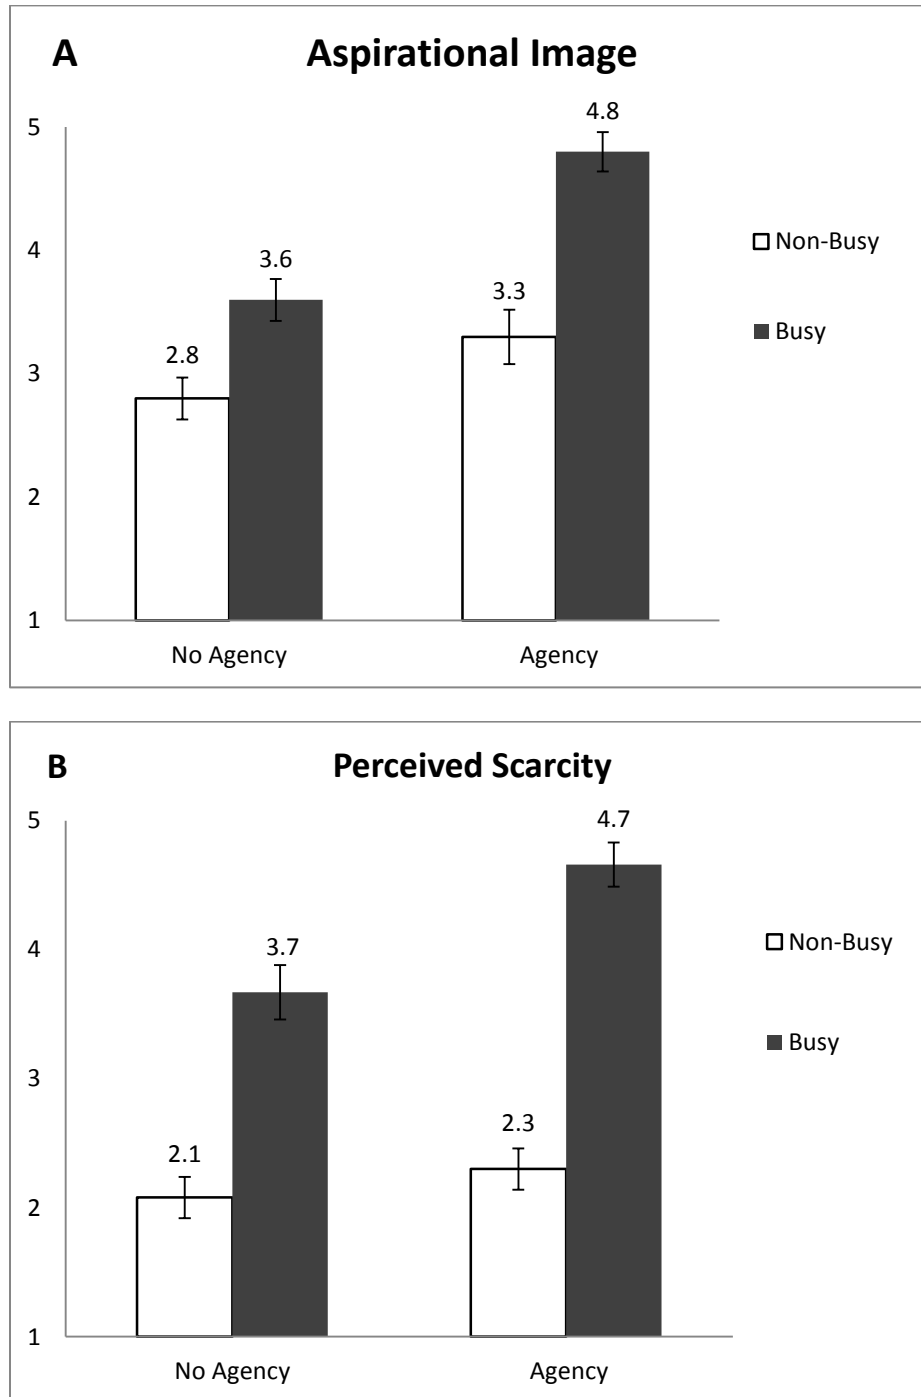 A
Aspirational Image
5
4
3
2
1
2.8
3.6
3.3
4.8
No Agency
Agency
Non-Busy
Busy
B
Perceived Scarcity
5
4
3
2
1
2.1
3.7
2.3
4.7
No Agency
Agency
Non-Busy
Busy